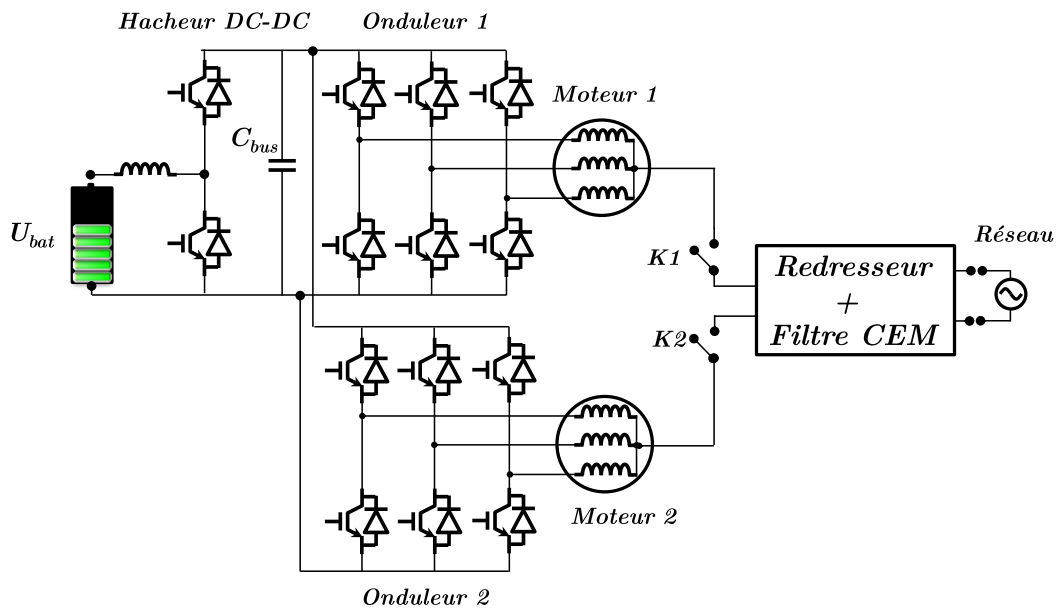 Hacheur DC-DC
Onduleur 1
Moteur 1
C_bus
U_bat
Réseau
K1
Redresseur
+
Filtre CEM
K2
Moteur 2
Onduleur 2